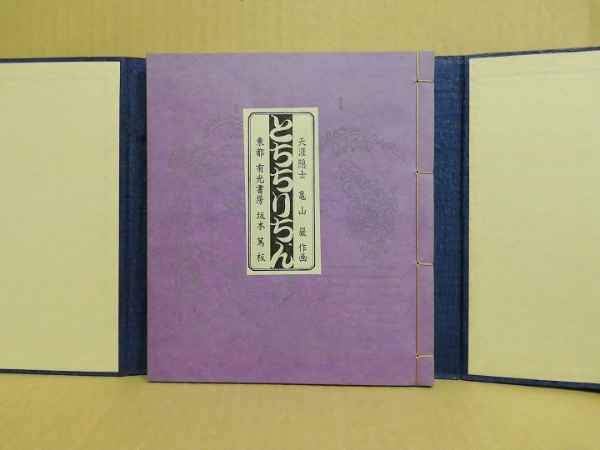 天涯隠士 亀山 巌 作画
とちちりちん
東都 有光書房 坂本 篤 板